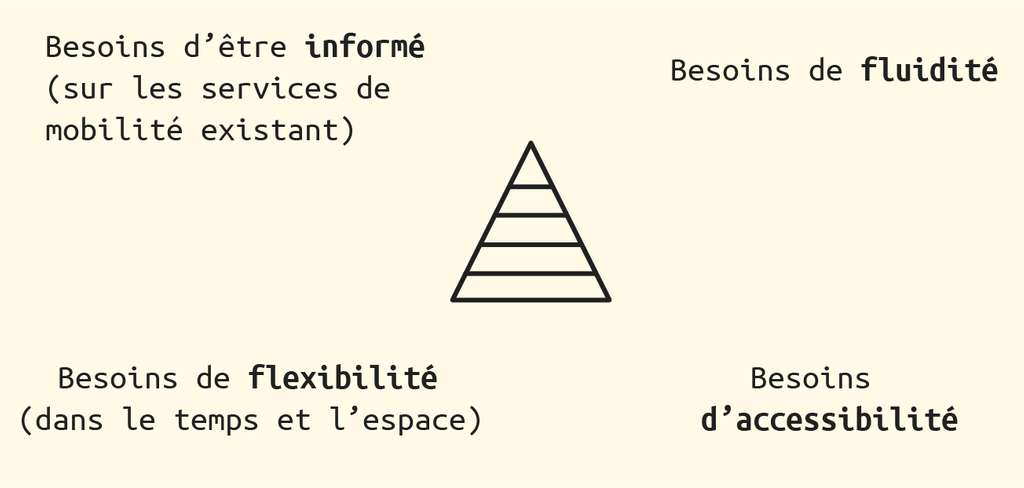 Besoins d’être informé
(sur les services de
mobilité existant)
Besoins de fluidité
Besoins de flexibilité
(dans le temps et l’espace)
Besoins
d’accessibilité